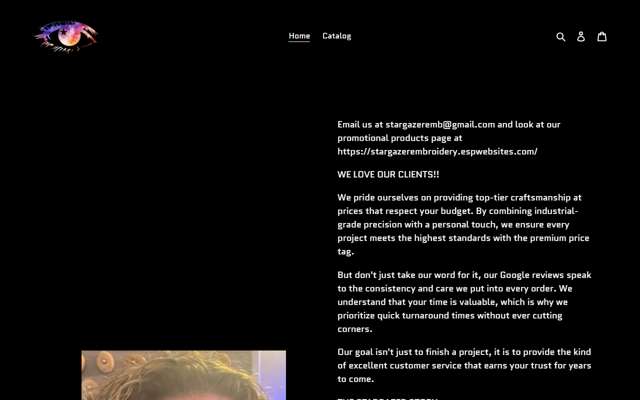 Home Catalog
Email us at stargazeremb@gmail.com and look at our
promotional products page at
https://stargazerembroidery.espwebsites.com/
WE LOVE OUR CLIENTS!!
We pride ourselves on providing top-tier craftsmanship at
prices that respect your budget. By combining industrial-
grade precision with a personal touch, we ensure every
project meets the highest standards with the premium price
tag.
But don't just take our word for it, our Google reviews speak
to the consistency and care we put into every order. We
understand that your time is valuable, which is why we
prioritize quick turnaround times without ever cutting
corners.
Our goal isn't just to finish a project, it is to provide the kind
of excellent customer service that earns your trust for years
to come.